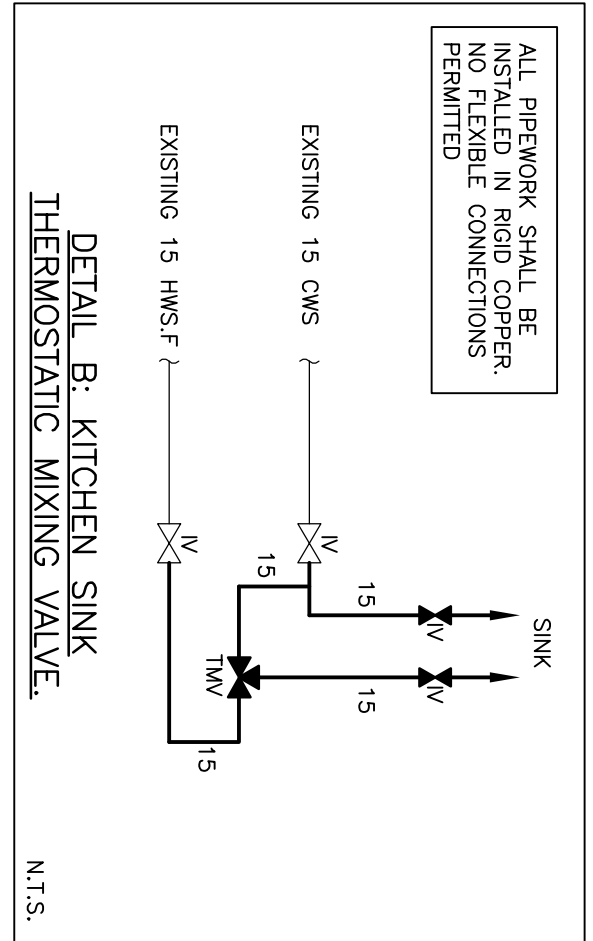 ALL PIPEWORK SHALL BE
INSTALLED IN RIGID COPPER.
NO FLEXIBLE CONNECTIONS
PERMITTED
SINK
IV
IV
15
15
EXISTING 15 CWS
IV
15
TMV
EXISTING 15 HWS.F
IV
15
DETAIL B: KITCHEN SINK
THERMOSTATIC MIXING VALVE.
N.T.S.